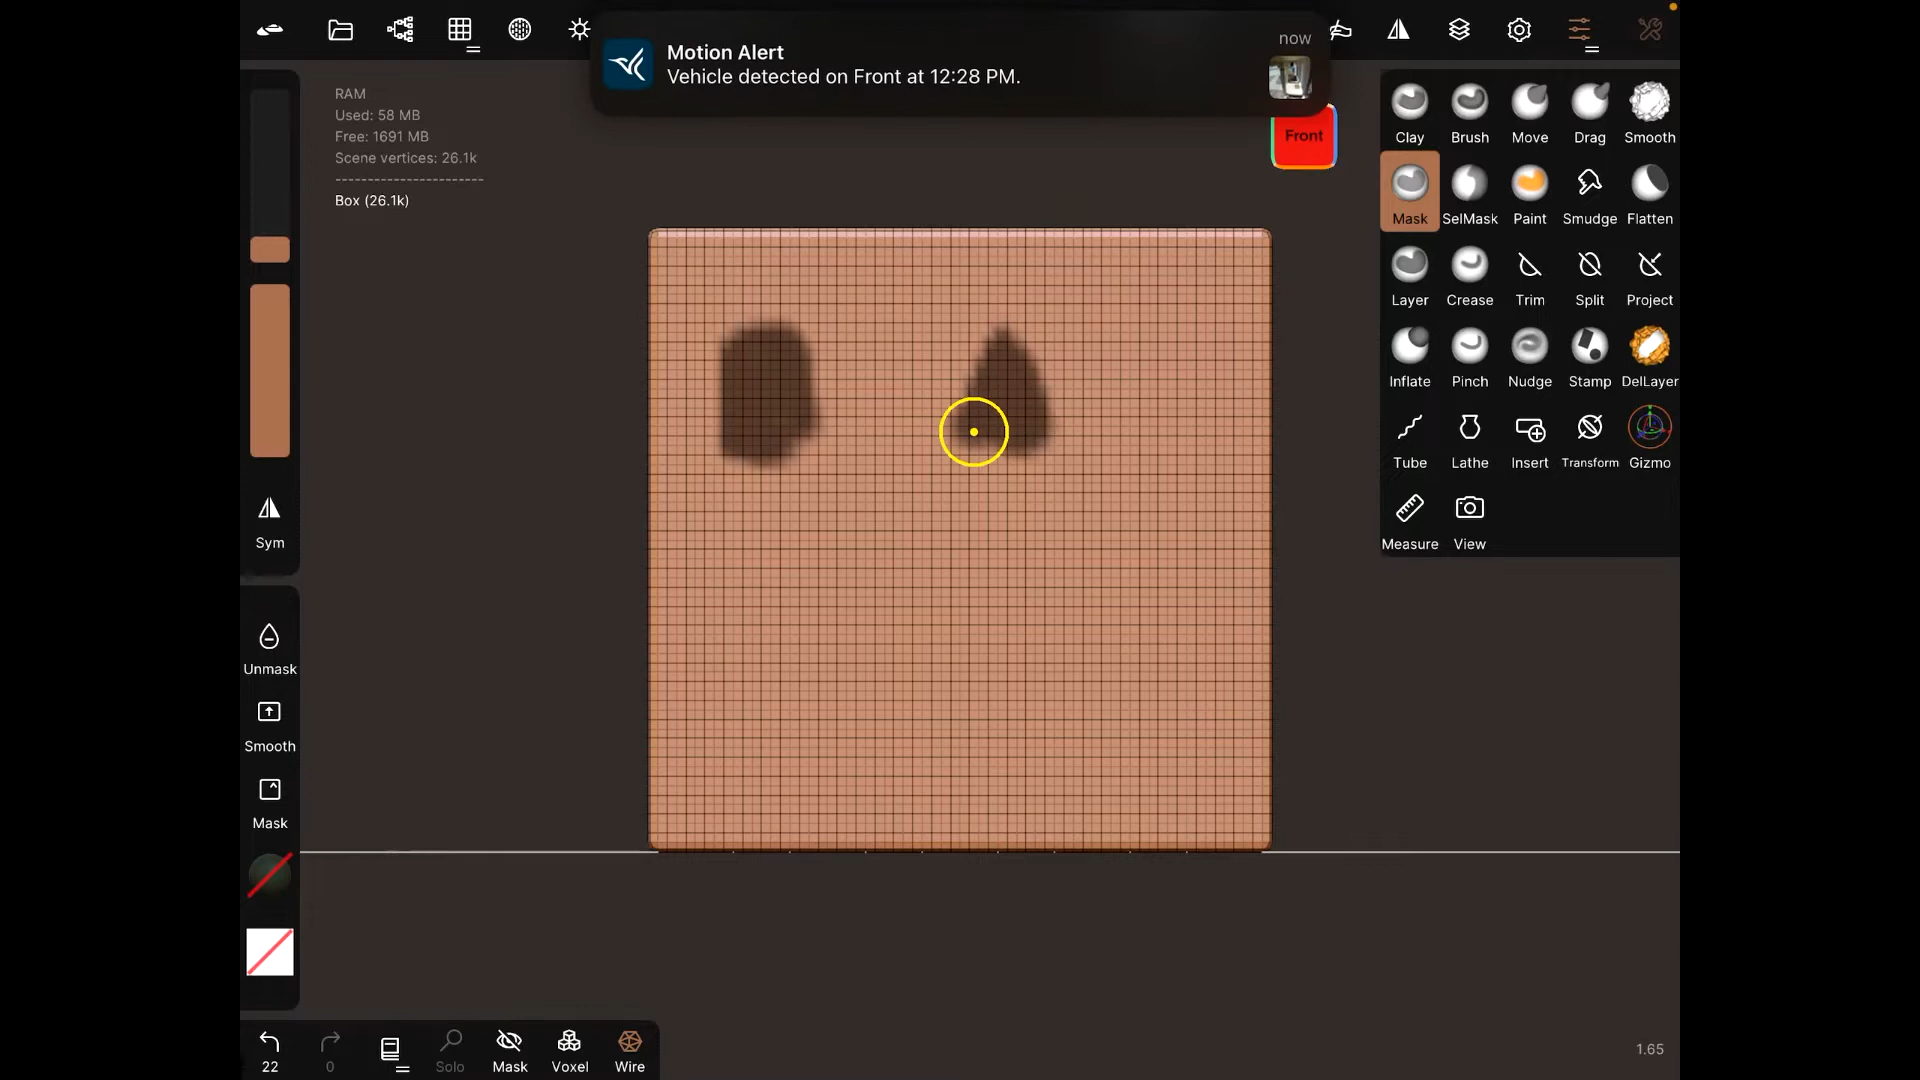 Motion Alert
now
Vehicle detected on Front at 12:28 PM.
RAM
Used: 58 MB
Free: 1691 MB
Scene vertices: 26.1k
-----------------------
Box (26.1k)
Front
Clay
Brush
Move
Drag
Smooth
Mask
SelMask
Paint
Smudge
Flatten
Layer
Crease
Trim
Split
Project
Inflate
Pinch
Nudge
Stamp
DelLayer
Tube
Lathe
Insert
Transform
Gizmo
Measure
View
Sym
Unmask
Smooth
Mask
22
0
Solo
Mask
Voxel
Wire
1.65